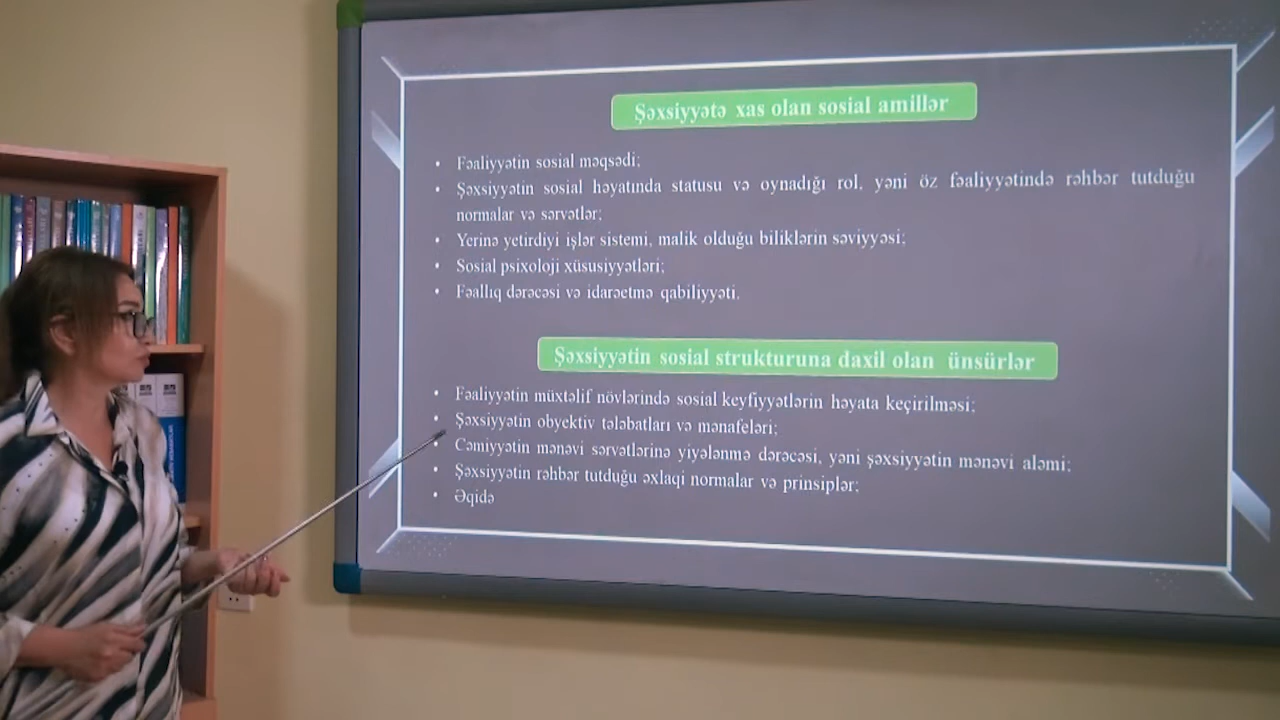 Şəxsiyyətə xas olan sosial amillər
• Fəaliyyətin sosial məqsədi;
• Şəxsiyyətin sosial həyatında statusu və oynadığı rol, yəni öz fəaliyyətində rəhbər tutduğu
normalar və sərvətlər;
• Yerinə yetirdiyi işlər sistemi, malik olduğu biliklərin səviyyəsi;
• Sosial psixoloji xüsusiyyətləri;
• Fəallıq dərəcəsi və idarəetmə qabiliyyəti.
Şəxsiyyətin sosial strukturuna daxil olan ünsürlər
• Fəaliyyətin müxtəlif növlərində sosial keyfiyyətlərin həyata keçirilməsi;
• Şəxsiyyətin obyektiv tələbatları və mənafeləri;
• Cəmiyyətin mənəvi sərvətlərinə yiyələnmə dərəcəsi, yəni şəxsiyyətin mənəvi aləmi;
• Şəxsiyyətin rəhbər tutduğu əxlaqi normalar və prinsiplər;
• Əqidə